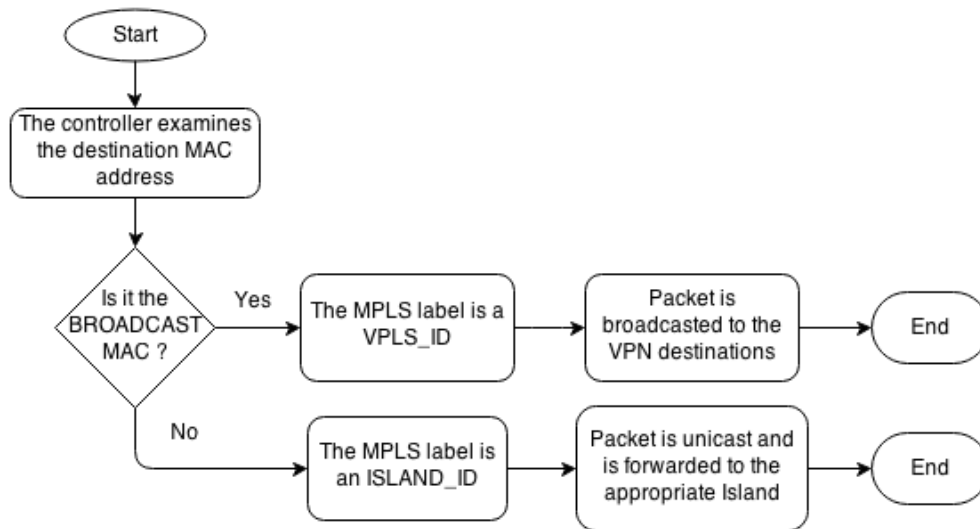 Start
The controller examines
the destination MAC
address
Is it the
BROADCAST
MAC ?
Yes
The MPLS label is a
VPLS_ID
Packet is
broadcasted to the
VPN destinations
End
No
The MPLS label is
an ISLAND_ID
Packet is unicast and
is forwarded to the
appropriate Island
End